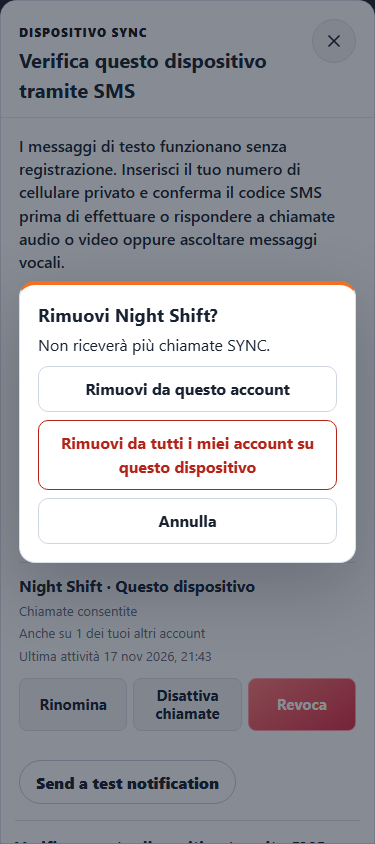 DISPOSITIVO SYNC
Verifica questo dispositivo
tramite SMS
I messaggi di testo funzionano senza
registrazione. Inserisci il tuo numero di
cellulare privato e conferma il codice SMS
prima di effettuare o rispondere a chiamate
audio o video oppure ascoltare messaggi
vocali.
Rimuovi Night Shift?
Non riceverà più chiamate SYNC.
Rimuovi da questo account
Rimuovi da tutti i miei account su
questo dispositivo
Annulla
Night Shift · Questo dispositivo
Chiamate consentite
Anche su 1 dei tuoi altri account
Ultima attività 17 nov 2026, 21:43
Rinomina
Disattiva
chiamate
Revoca
Send a test notification